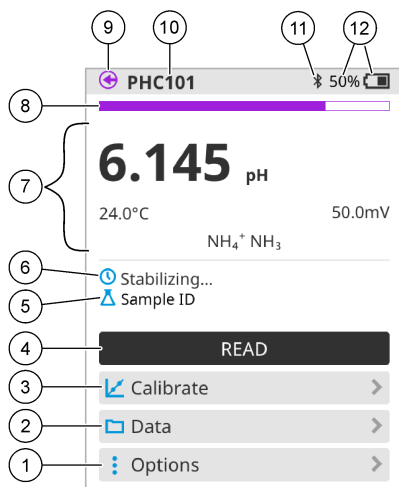 9 10 11 12
PHC101 50%
8
7
6.145 pH
24.0°C 50.0mV
NH₄⁺ NH₃
6 Stabilizing...
5 Sample ID
4 READ
3 Calibrate
2 Data
1 Options